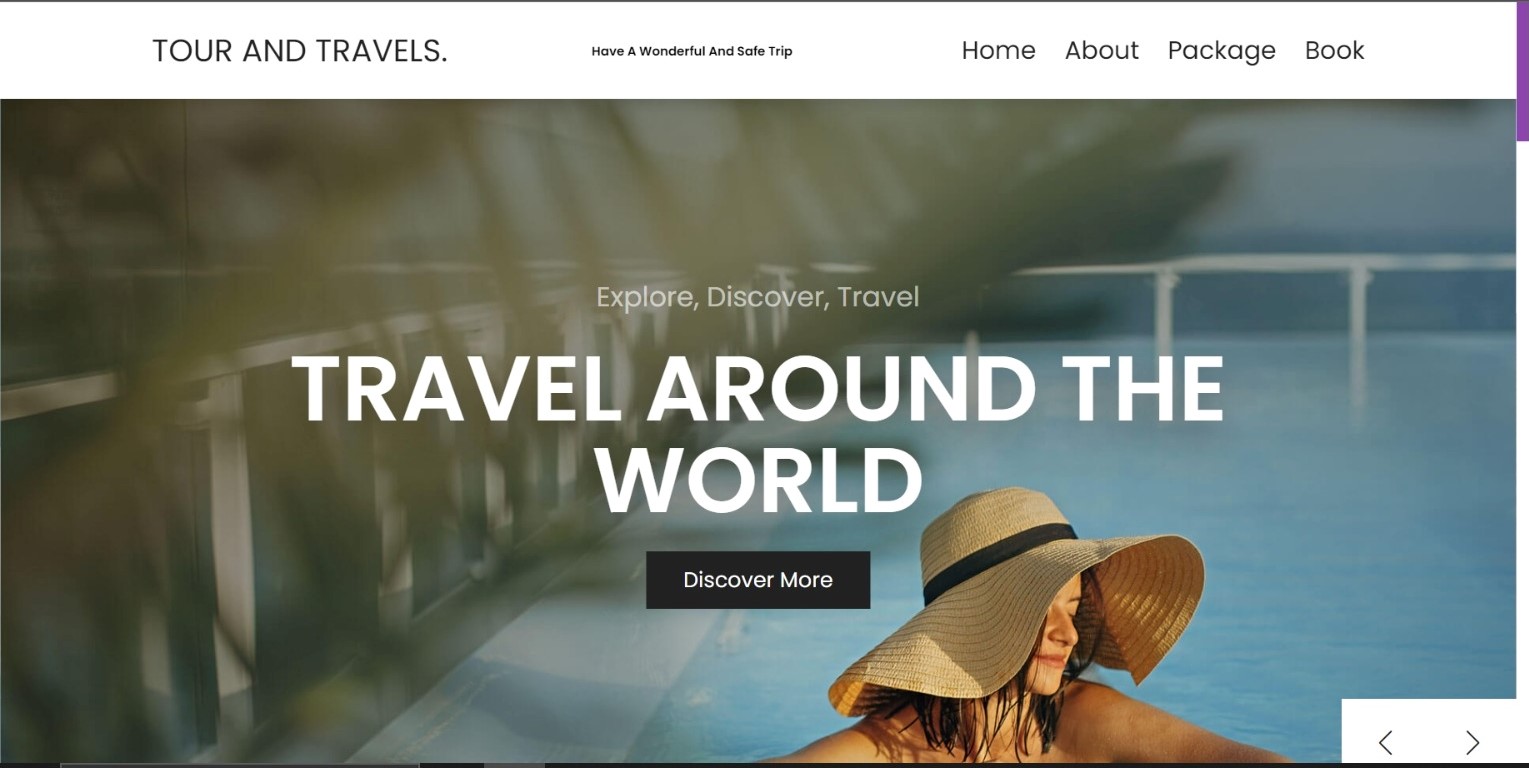 TOUR AND TRAVELS.
Have A Wonderful And Safe Trip
Home About Package Book
Explore, Discover, Travel
TRAVEL AROUND THE
WORLD
Discover More